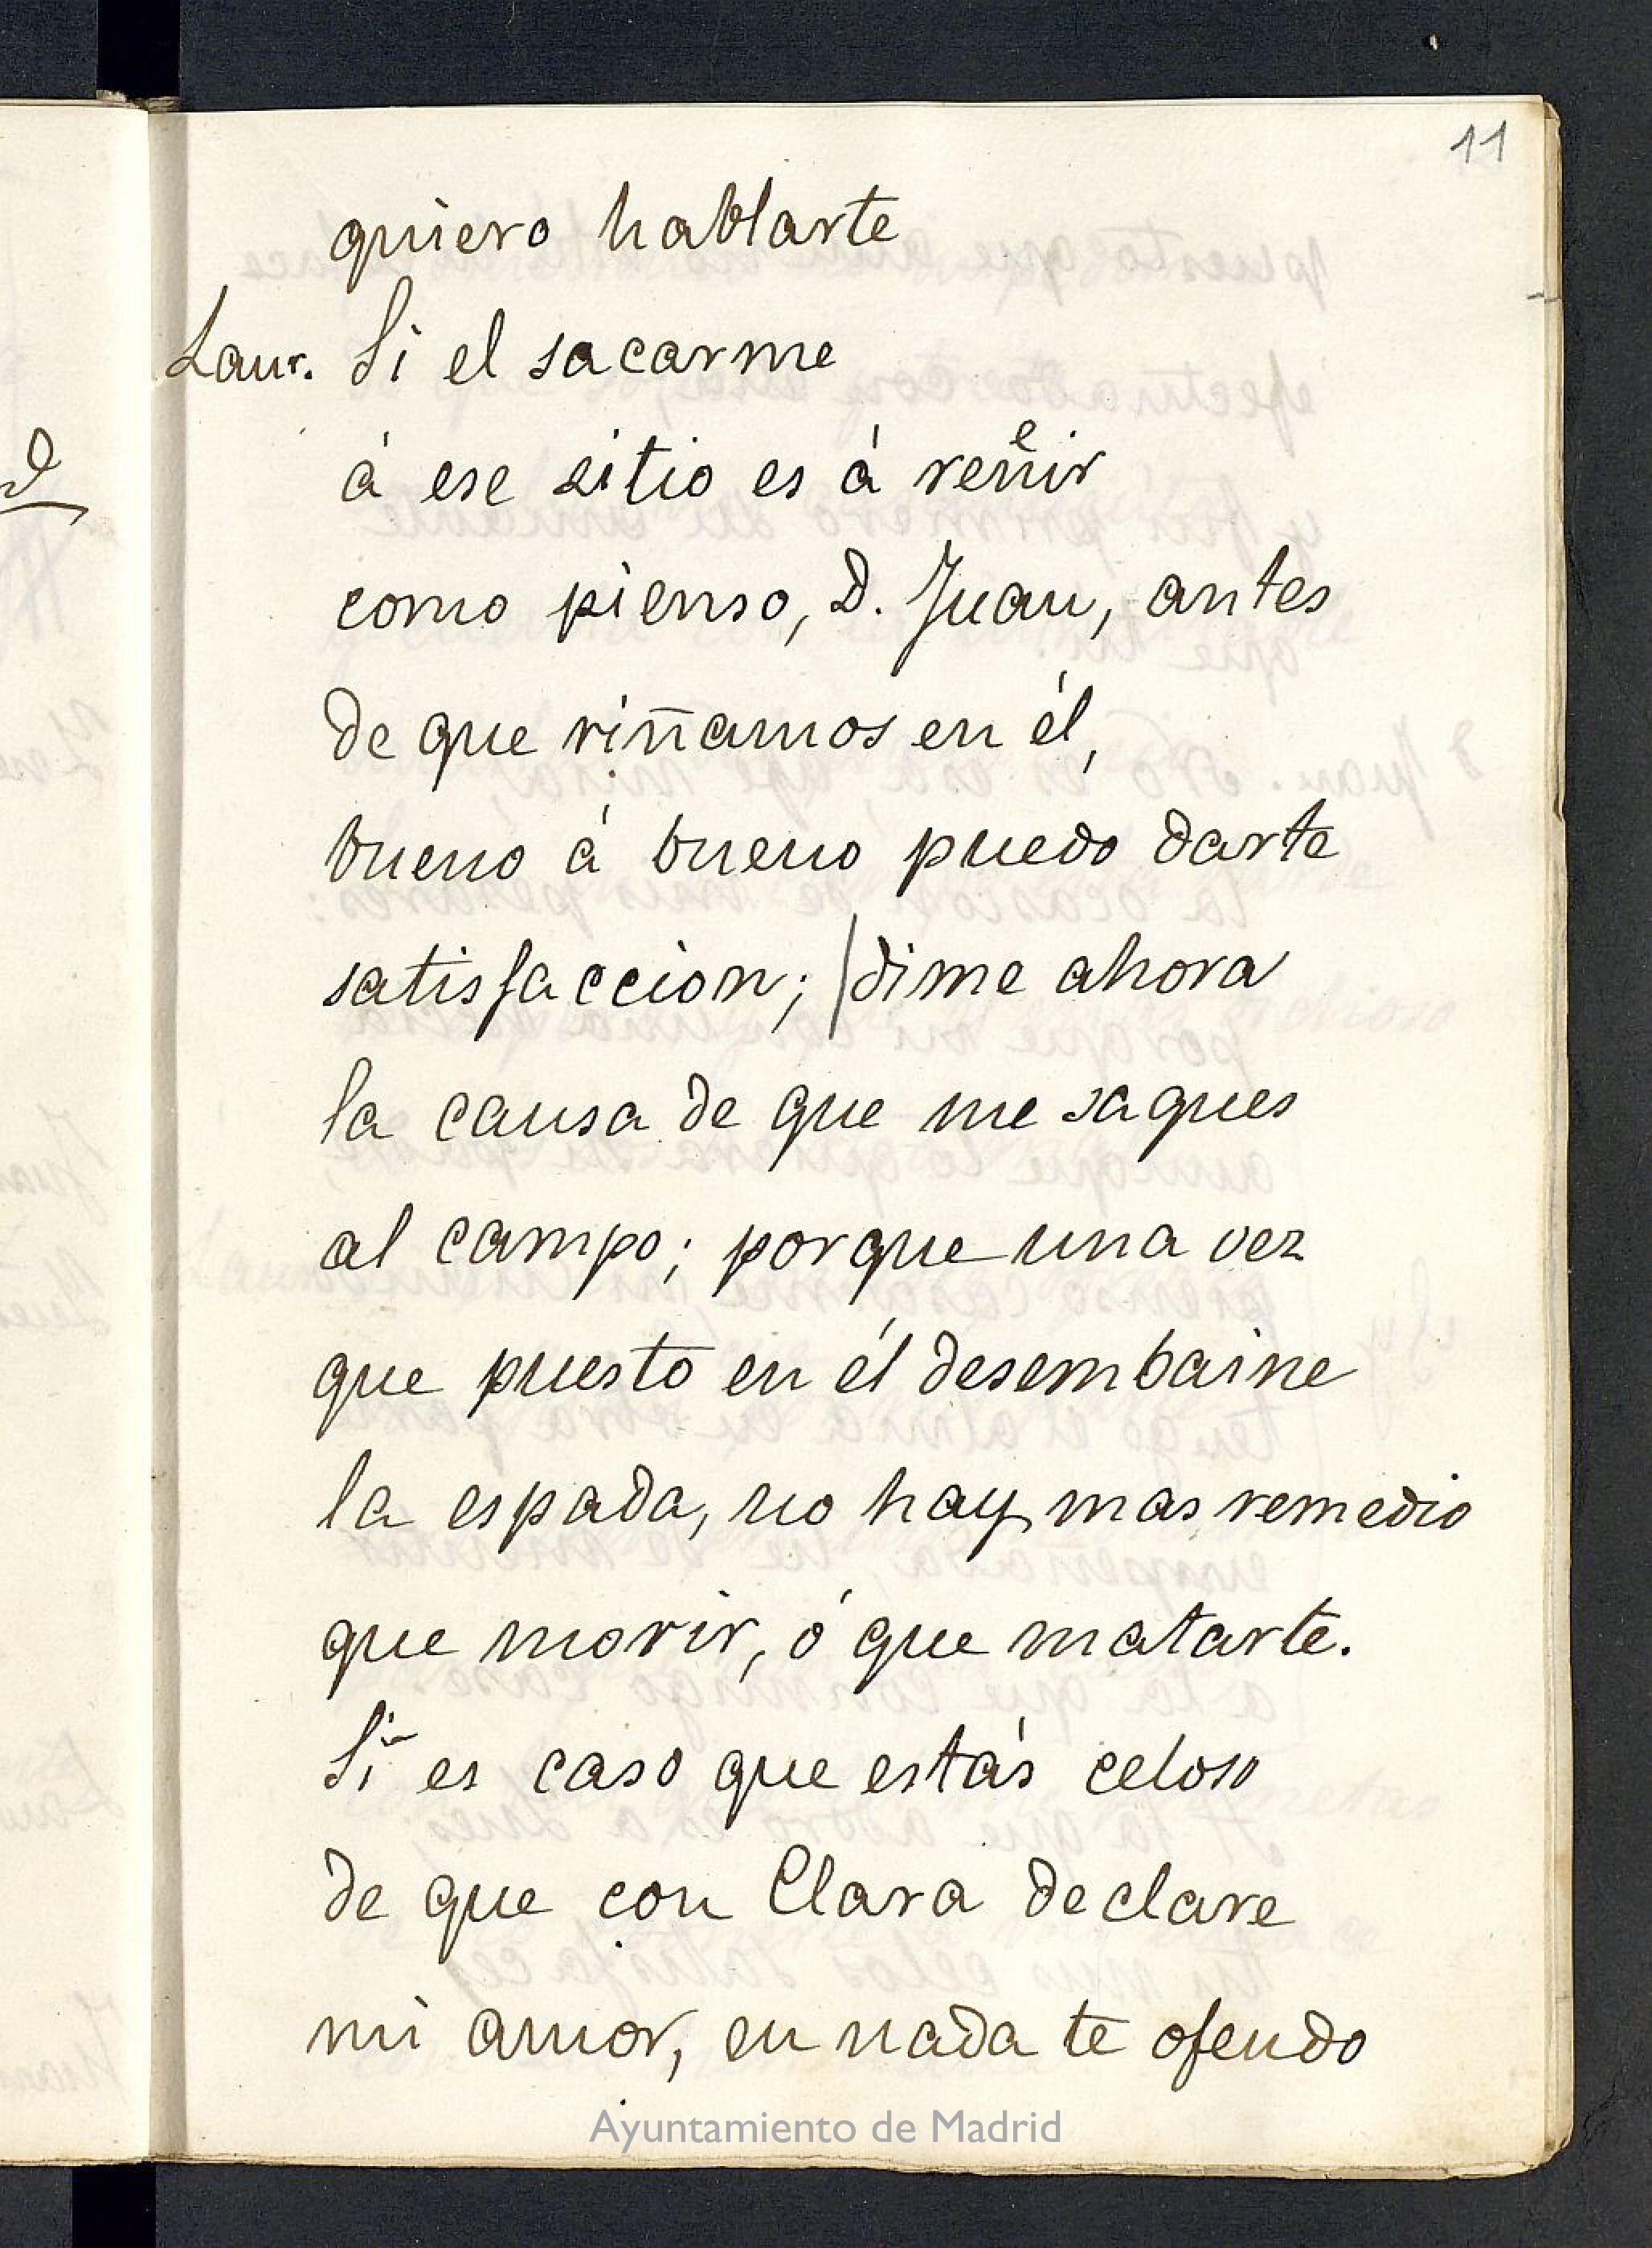 11
quiero hablarte
Laur. Si el sacarme
á ese sitio es á reñir
como pienso, D. Juan, antes
de que riñamos en él,
bueno á bueno puedo darte
satisfaccion; /dime ahora
la causa de que me saques
al campo; porque una vez
que puesto en él desembaine
la espada, no hay mas remedio
que morir, ó que matarte.
Si es caso que estás celoso
de que con Clara declare
mi amor, en nada te ofendo
Ayuntamiento de Madrid